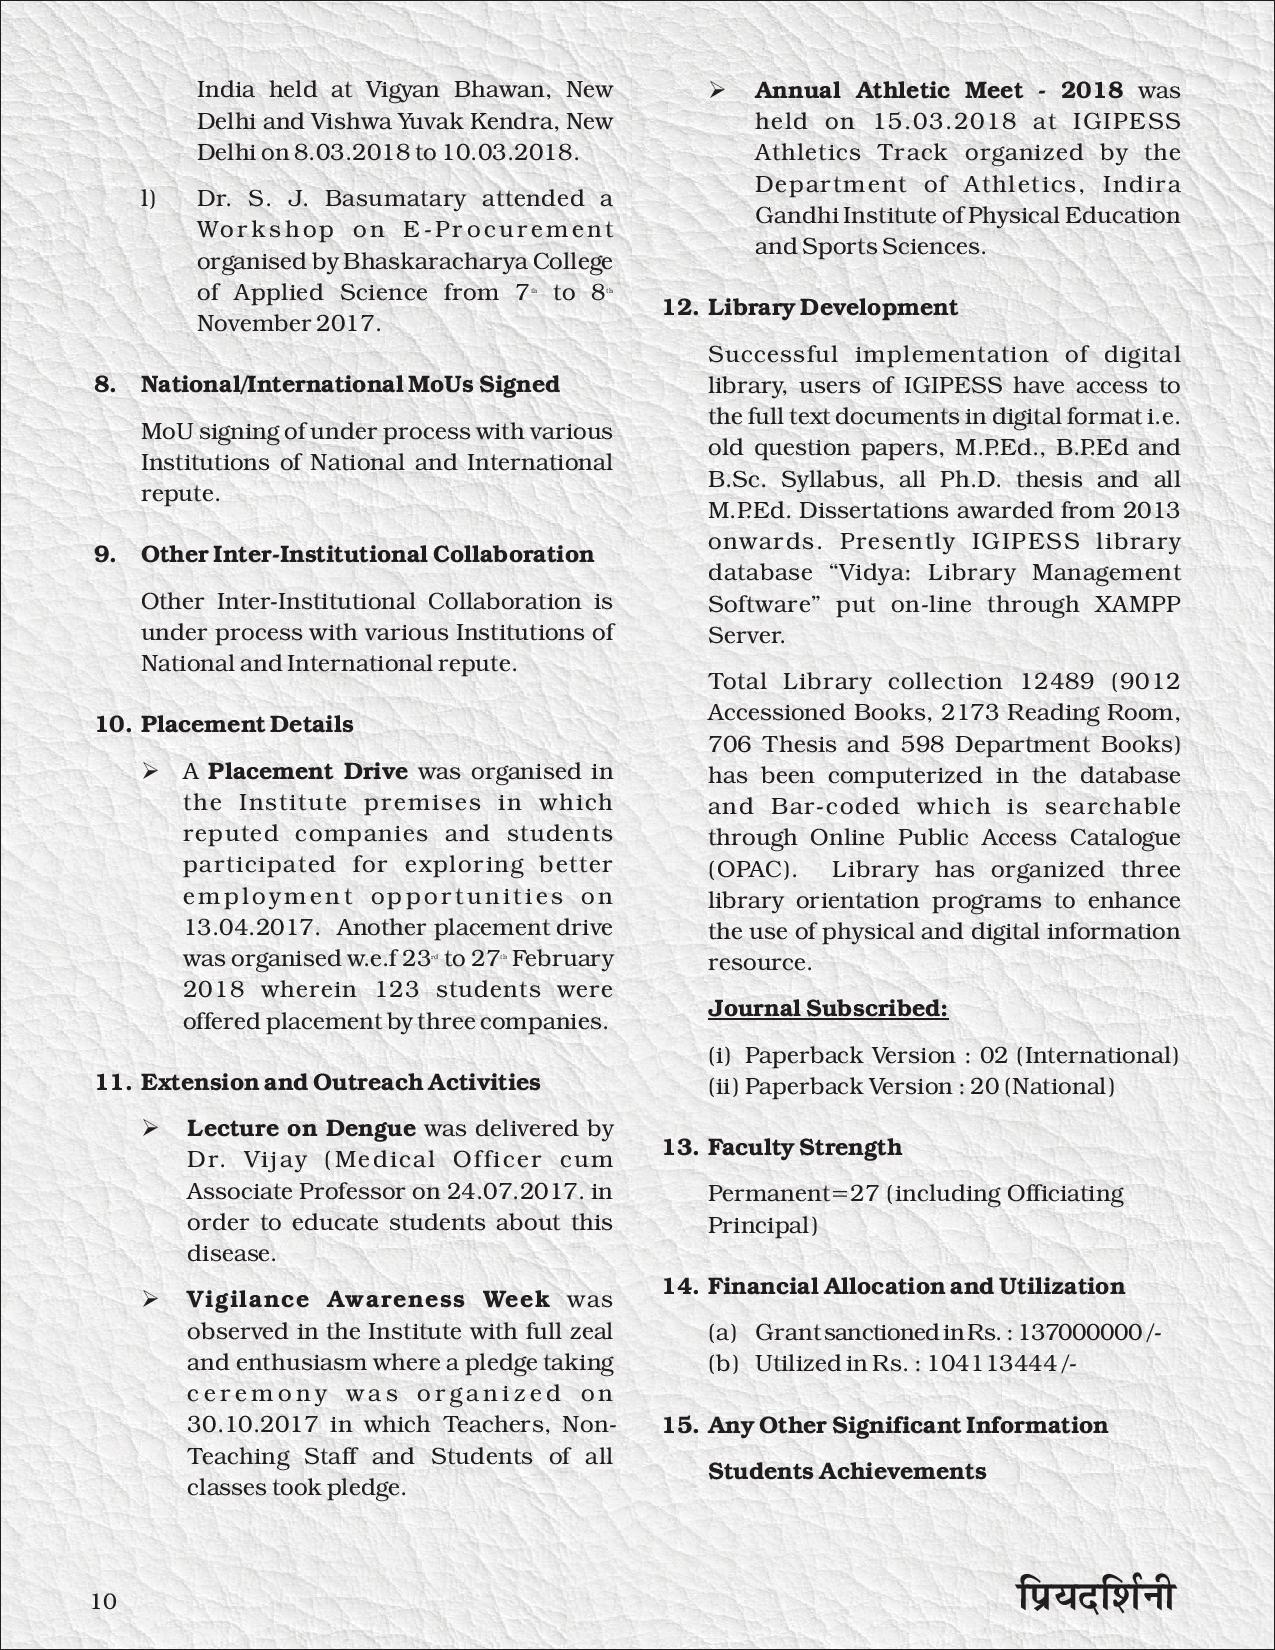 India held at Vigyan Bhawan, New
Delhi and Vishwa Yuvak Kendra, New
Delhi on 8.03.2018 to 10.03.2018.
l) Dr. S. J. Basumatary attended a
Workshop on E-Procurement
organised by Bhaskaracharya College
of Applied Science from 7th to 8th
November 2017.
8. National/International MoUs Signed
MoU signing of under process with various
Institutions of National and International
repute.
9. Other Inter-Institutional Collaboration
Other Inter-Institutional Collaboration is
under process with various Institutions of
National and International repute.
10. Placement Details
➢ A Placement Drive was organised in
the Institute premises in which
reputed companies and students
participated for exploring better
employment opportunities on
13.04.2017. Another placement drive
was organised w.e.f 23rd to 27th February
2018 wherein 123 students were
offered placement by three companies.
11. Extension and Outreach Activities
➢ Lecture on Dengue was delivered by
Dr. Vijay (Medical Officer cum
Associate Professor on 24.07.2017. in
order to educate students about this
disease.
➢ Vigilance Awareness Week was
observed in the Institute with full zeal
and enthusiasm where a pledge taking
ceremony was organized on
30.10.2017 in which Teachers, Non-
Teaching Staff and Students of all
classes took pledge.
➢ Annual Athletic Meet - 2018 was
held on 15.03.2018 at IGIPESS
Athletics Track organized by the
Department of Athletics, Indira
Gandhi Institute of Physical Education
and Sports Sciences.
12. Library Development
Successful implementation of digital
library, users of IGIPESS have access to
the full text documents in digital format i.e.
old question papers, M.P.Ed., B.P.Ed and
B.Sc. Syllabus, all Ph.D. thesis and all
M.P.Ed. Dissertations awarded from 2013
onwards. Presently IGIPESS library
database “Vidya: Library Management
Software” put on-line through XAMPP
Server.
Total Library collection 12489 (9012
Accessioned Books, 2173 Reading Room,
706 Thesis and 598 Department Books)
has been computerized in the database
and Bar-coded which is searchable
through Online Public Access Catalogue
(OPAC). Library has organized three
library orientation programs to enhance
the use of physical and digital information
resource.
Journal Subscribed:
(i) Paperback Version : 02 (International)
(ii) Paperback Version : 20 (National)
13. Faculty Strength
Permanent=27 (including Officiating
Principal)
14. Financial Allocation and Utilization
(a) Grant sanctioned in Rs. : 137000000/-
(b) Utilized in Rs. : 104113444/-
15. Any Other Significant Information
Students Achievements
10
प्रियदर्शिनी